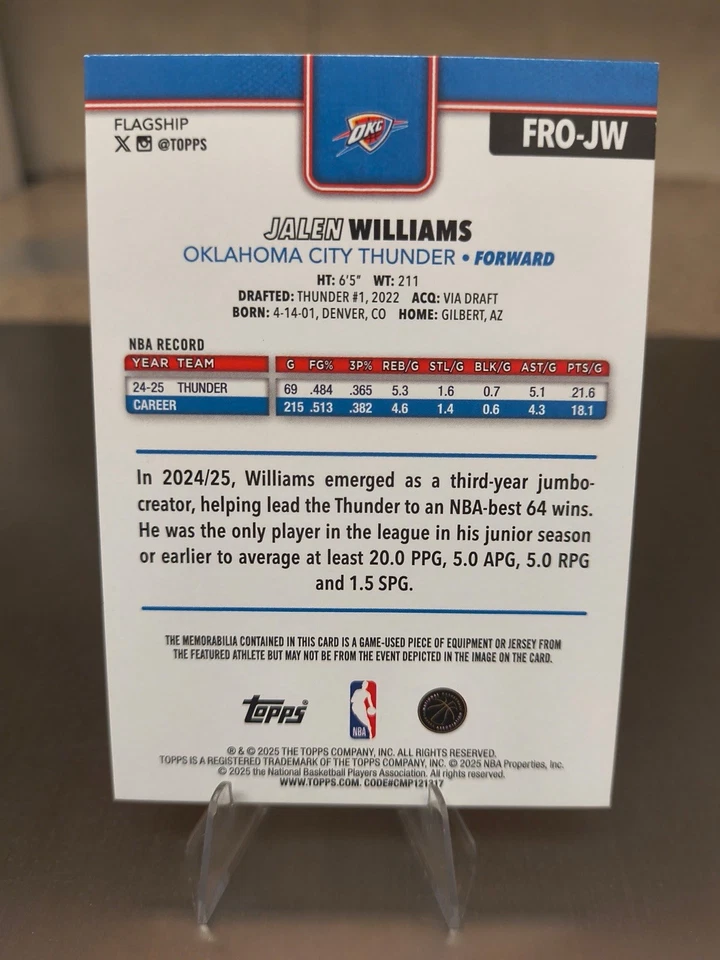 FLAGSHIP
X @TOPPS
OKC
FRO-JW
JALEN WILLIAMS
OKLAHOMA CITY THUNDER • FORWARD
HT: 6'5" WT: 211
DRAFTED: THUNDER #1, 2022 ACQ: VIA DRAFT
BORN: 4-14-01, DENVER, CO HOME: GILBERT, AZ
NBA RECORD
YEAR TEAM G FG% 3P% REB/G STL/G BLK/G AST/G PTS/G
24-25 THUNDER 69 .484 .365 5.3 1.6 0.7 5.1 21.6
CAREER 215 .513 .382 4.6 1.4 0.6 4.3 18.1
In 2024/25, Williams emerged as a third-year jumbo-
creator, helping lead the Thunder to an NBA-best 64 wins.
He was the only player in the league in his junior season
or earlier to average at least 20.0 PPG, 5.0 APG, 5.0 RPG
and 1.5 SPG.
THE MEMORABILIA CONTAINED IN THIS CARD IS A GAME-USED PIECE OF EQUIPMENT OR JERSEY FROM
THE FEATURED ATHLETE BUT MAY NOT BE FROM THE EVENT DEPICTED IN THE IMAGE ON THE CARD.
Topps®
NBA
® & © 2025 THE TOPPS COMPANY, INC. ALL RIGHTS RESERVED.
TOPPS IS A REGISTERED TRADEMARK OF THE TOPPS COMPANY, INC. © 2025 NBA Properties, Inc.
© 2025 the National Basketball Players Association. All rights reserved.
WWW.TOPPS.COM.